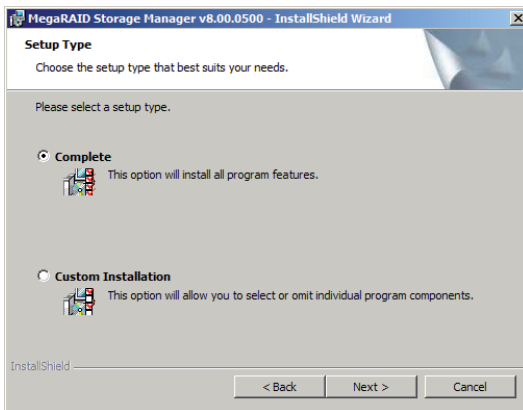 MegaRAID Storage Manager v8.00.0500 - InstallShield Wizard
Setup Type
Choose the setup type that best suits your needs.
Please select a setup type.
Complete
This option will install all program features.
Custom Installation
This option will allow you to select or omit individual program components.
InstallShield
< Back Next > Cancel